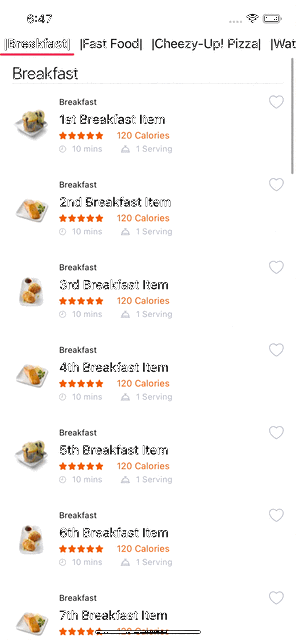 6:47
|Breakfast| |Fast Food| |Cheezy-Up! Pizza| |Wat
Breakfast
Breakfast
1st Breakfast Item
120 Calories
10 mins 1 Serving
Breakfast
2nd Breakfast Item
120 Calories
10 mins 1 Serving
Breakfast
3rd Breakfast Item
120 Calories
10 mins 1 Serving
Breakfast
4th Breakfast Item
120 Calories
10 mins 1 Serving
Breakfast
5th Breakfast Item
120 Calories
10 mins 1 Serving
Breakfast
6th Breakfast Item
120 Calories
10 mins 1 Serving
Breakfast
7th Breakfast Item
120 Calories